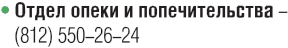 • Отдел опеки и попечительства –
(812) 550–26–24